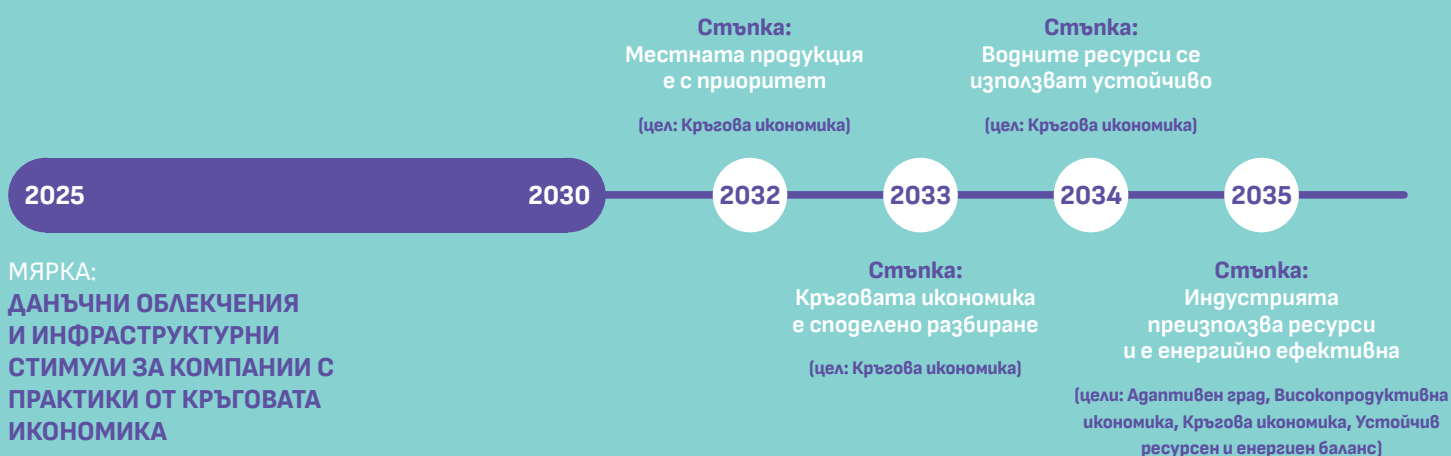 Стъпка:
Местната продукция
е с приоритет
(цел: Кръгова икономика)
Стъпка:
Водните ресурси се
използват устойчиво
(цел: Кръгова икономика)
2025
2030
2032
2033
2034
2035
МЯРКА:
ДАНЪЧНИ ОБЛЕКЧЕНИЯ
И ИНФРАСТРУКТУРНИ
СТИМУЛИ ЗА КОМПАНИИ С
ПРАКТИКИ ОТ КРЪГОВАТА
ИКОНОМИКА
Стъпка:
Кръговата икономика
е споделено разбиране
(цел: Кръгова икономика)
Стъпка:
Индустрията
преизползва ресурси
и е енергийно ефективна
(цели: Адаптивен град, Високопродуктивна
икономика, Кръгова икономика, Устойчив
ресурсен и енергиен баланс)